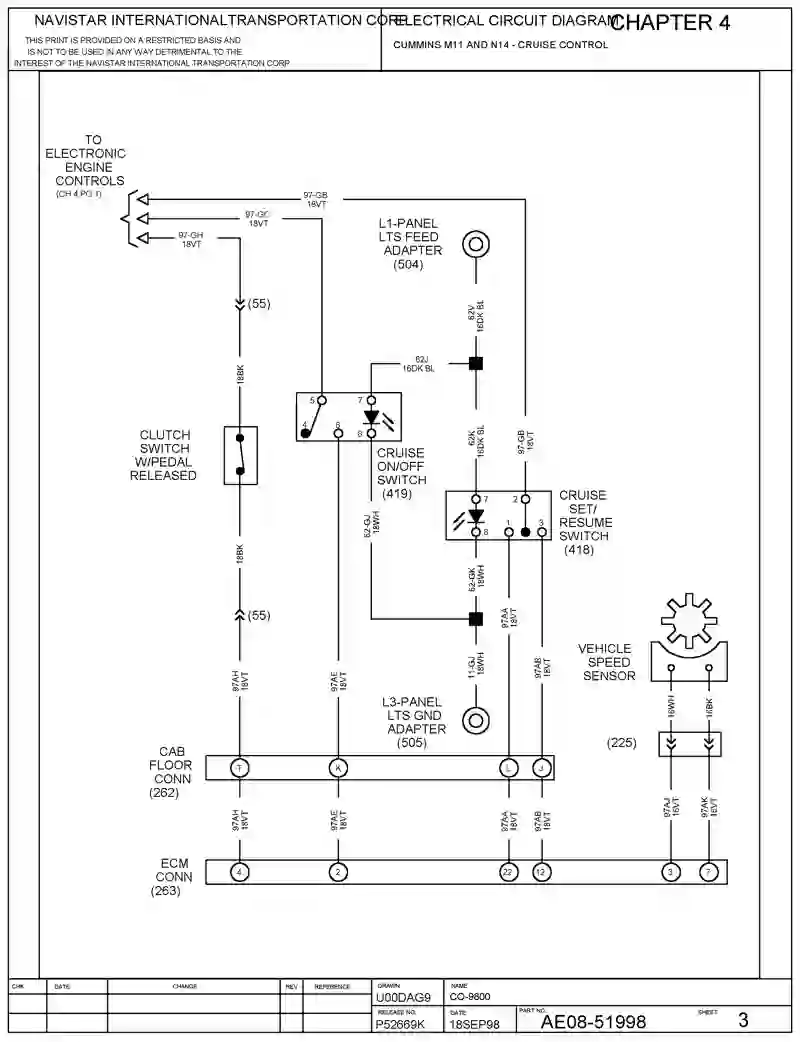 NAVISTAR INTERNATIONAL TRANSPORTATION CORP
THIS PRINT IS PROVIDED ON A RESTRICTED BASIS AND
IS NOT TO BE USED IN ANY WAY DETRIMENTAL TO THE
INTEREST OF THE NAVISTAR INTERNATIONAL TRANSPORTATION CORP
ELECTRICAL CIRCUIT DIAGRAM
CHAPTER 4
CUMMINS M11 AND N14 - CRUISE CONTROL
TO
ELECTRONIC
ENGINE
CONTROLS
(CH 4,PG 1)
97-GB
18VT
97-GC
18VT
97-GH
18VT
L1-PANEL
LTS FEED
ADAPTER
(504)
(55)
62V
16DK BL
62J
16DK BL
18BK
5
7
4
6
8
CLUTCH
SWITCH
W/PEDAL
RELEASED
CRUISE
ON/OFF
SWITCH
(419)
62K
16DK BL
97-GB
18VT
7
2
8
1
3
CRUISE
SET/
RESUME
SWITCH
(418)
62-GJ
18WH
18BK
62-GK
18WH
(55)
97AA
18VT
11-GJ
18WH
97AH
18VT
97AE
18VT
97AB
18VT
VEHICLE
SPEED
SENSOR
16WH
16BK
L3-PANEL
LTS GND
ADAPTER
(505)
(225)
CAB
FLOOR
CONN
(262)
T
K
L
J
97AH
18VT
97AE
18VT
97AA
18VT
97AB
18VT
97AJ
16VT
97AK
16VT
ECM
CONN
(263)
4
2
22
12
3
7
CHK
DATE
CHANGE
REV
REFERENCE
DRAWN
U00DAG9
NAME
CO-9800
RELEASE NO.
P52669K
DATE
18SEP98
PART NO.
AE08-51998
SHEET
3